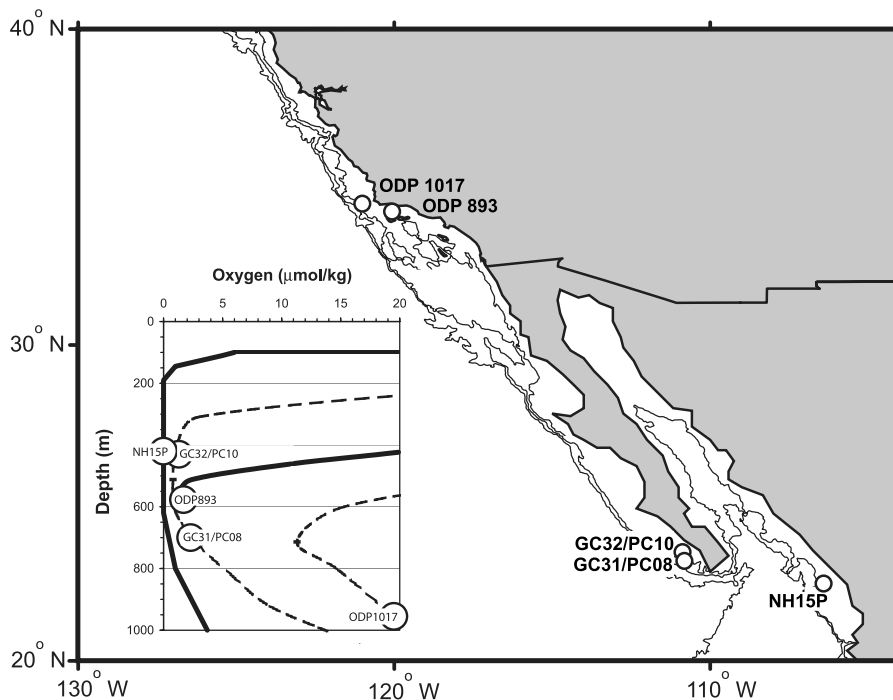 40° N
ODP 1017
ODP 893
Oxygen (μmol/kg)
0 5 10 15 20
0
30° N
200
Depth (m)
400
NH15P
GC32/PC10
ODP893
600
GC31/PC08
GC32/PC10
GC31/PC08
800
NH15P
ODP1017
1000
20° N
130° W
120° W
110° W